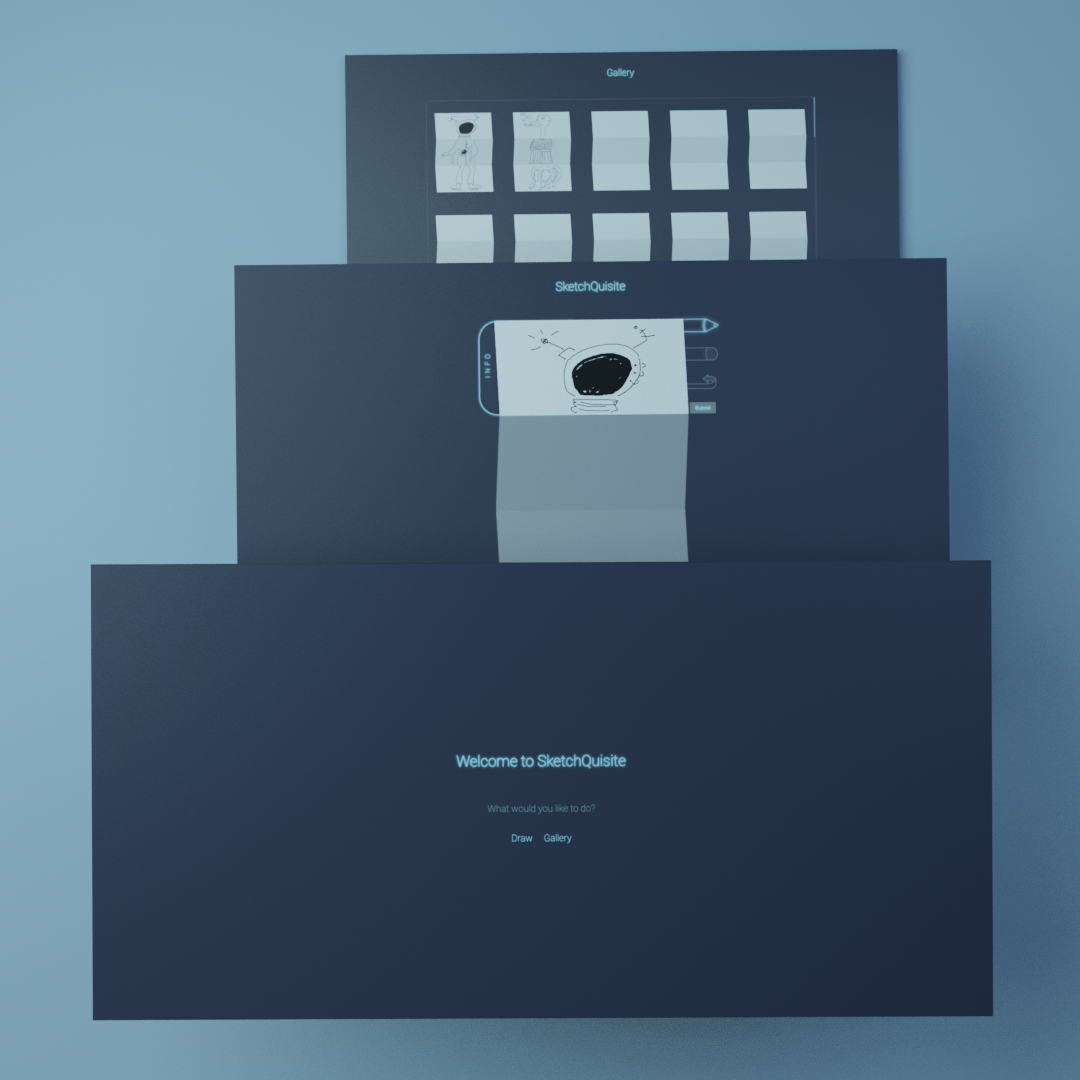 Gallery
SketchQuisite
INFO
Submit
Welcome to SketchQuisite
What would you like to do?
Draw Gallery